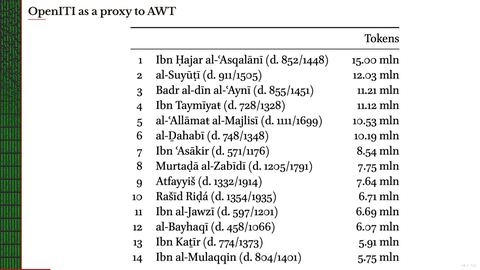 OpenITI as a proxy to AWT
Tokens
1 Ibn Ḥajar al-ʿAsqalānī (d. 852/1448) 15.00 mln
2 al-Suyūṭī (d. 911/1505) 12.03 mln
3 Badr al-dīn al-ʿAynī (d. 855/1451) 11.21 mln
4 Ibn Taymīyaŧ (d. 728/1328) 11.12 mln
5 al-ʿAllāmaŧ al-Majlisī (d. 1111/1699) 10.53 mln
6 al-Ḏahabī (d. 748/1348) 10.19 mln
7 Ibn ʿAsākir (d. 571/1176) 8.54 mln
8 Murtaḍá al-Zabīdī (d. 1205/1791) 7.75 mln
9 Atfayyiš (d. 1332/1914) 7.64 mln
10 Rašīd Riḍá (d. 1354/1935) 6.71 mln
11 Ibn al-Jawzī (d. 597/1201) 6.69 mln
12 al-Bayhaqī (d. 458/1066) 6.07 mln
13 Ibn Kaṯīr (d. 774/1373) 5.91 mln
14 Ibn al-Mulaqqin (d. 804/1401) 5.75 mln